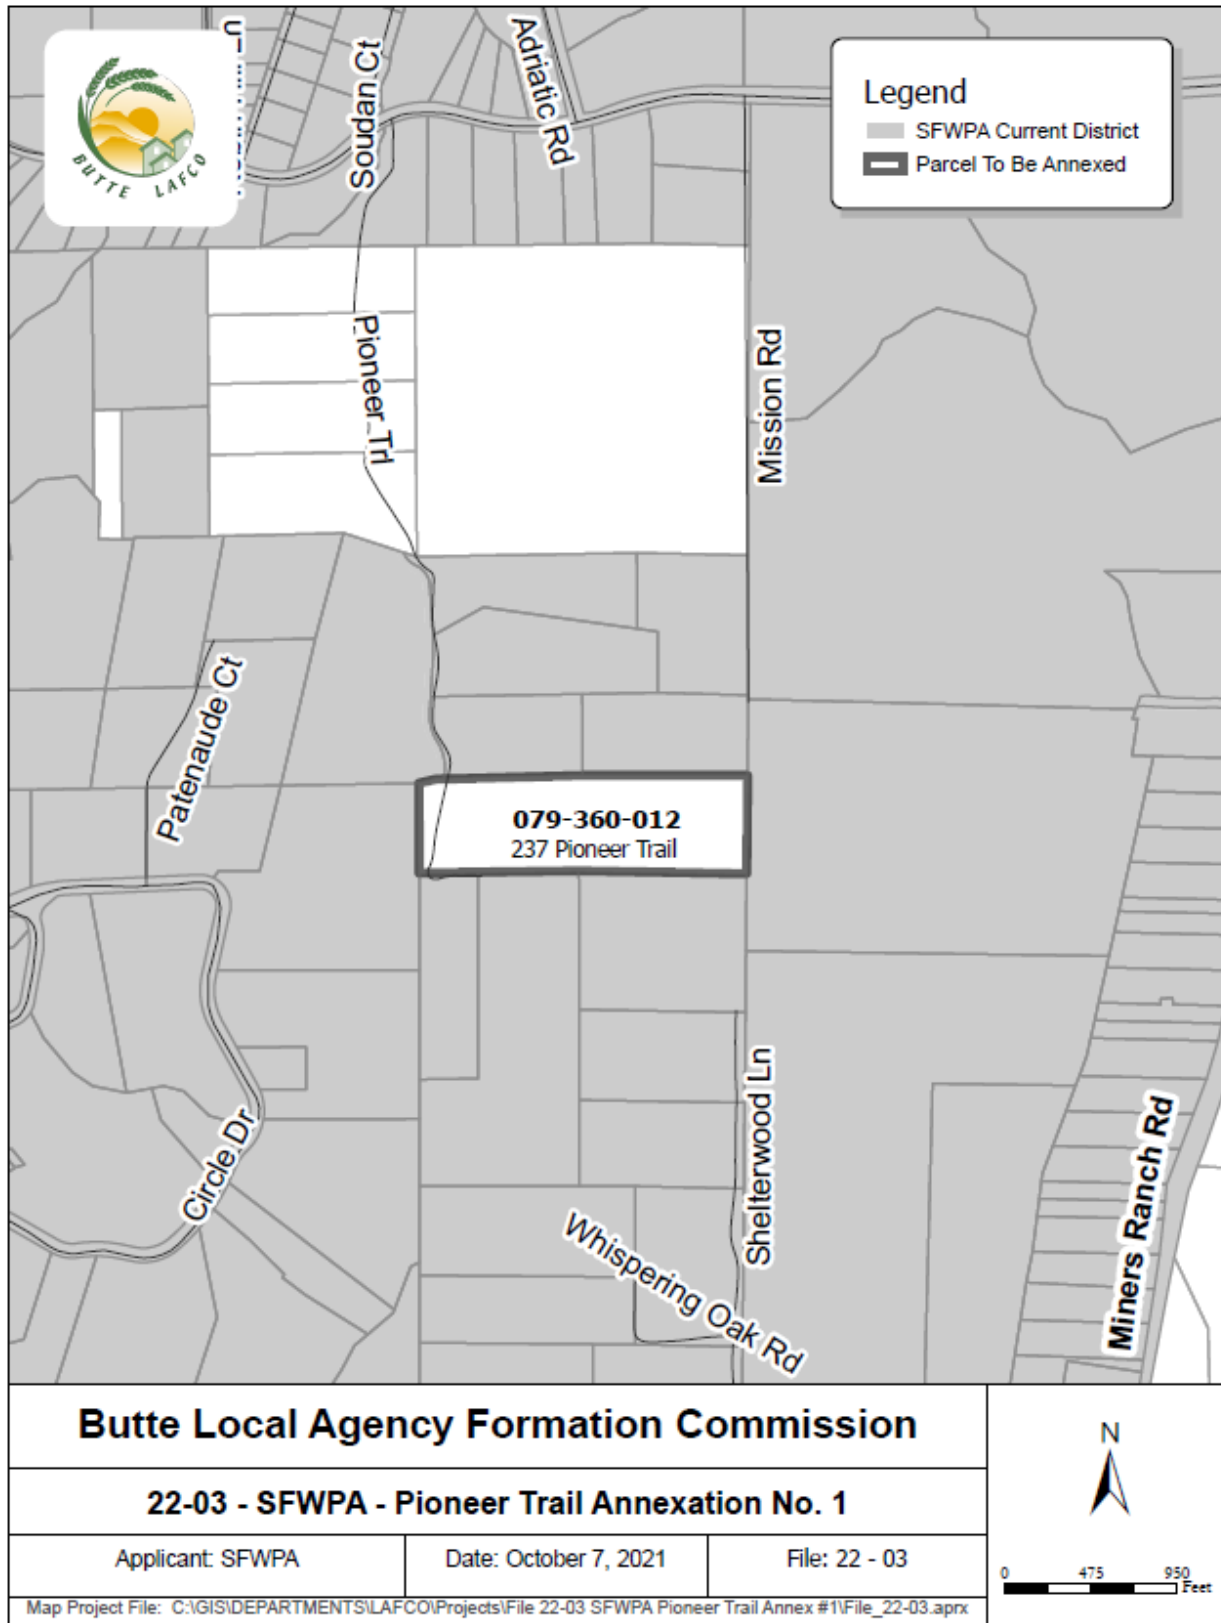 Sondan Ct
Adriatic Rd
BUTTE LAFCO
Legend
SFWPA Current District
Parcel To Be Annexed
Pioneer Trl
Mission Rd
Patenaude Ct
079-360-012
237 Pioneer Trail
Circle Dr
Shelterwood Ln
Whispering Oak Rd
Miners Ranch Rd
Butte Local Agency Formation Commission
22-03 - SFWPA - Pioneer Trail Annexation No. 1
Applicant: SFWPA
Date: October 7, 2021
File: 22 - 03
N
0 475 950
Feet
Map Project File: C:\GIS\DEPARTMENTS\LAFCO\Projects\File 22-03 SFWPA Pioneer Trail Annex #1\File_22-03.aprx